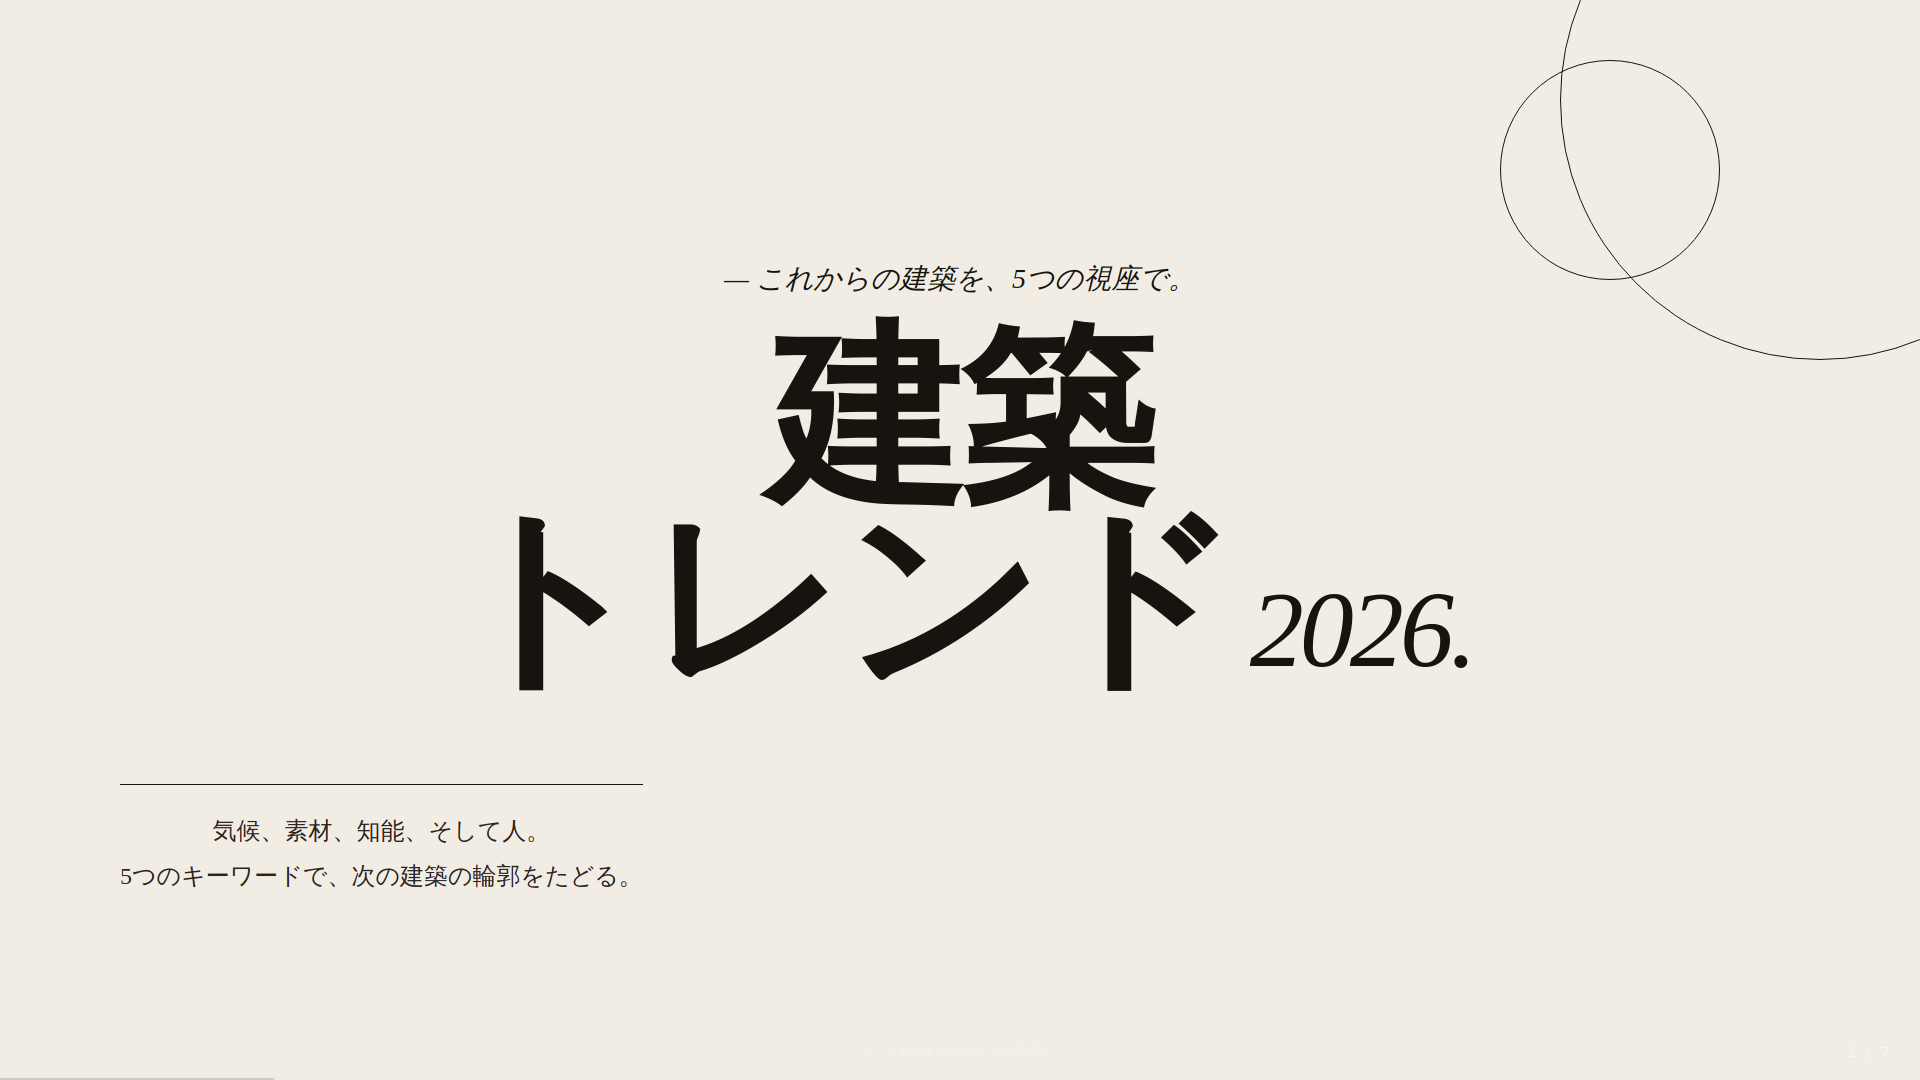 — これからの建築を、5つの視座で。
建築
トレンド 2026.
気候、素材、知能、そして人。
5つのキーワードで、次の建築の輪郭をたどる。
1 / 7